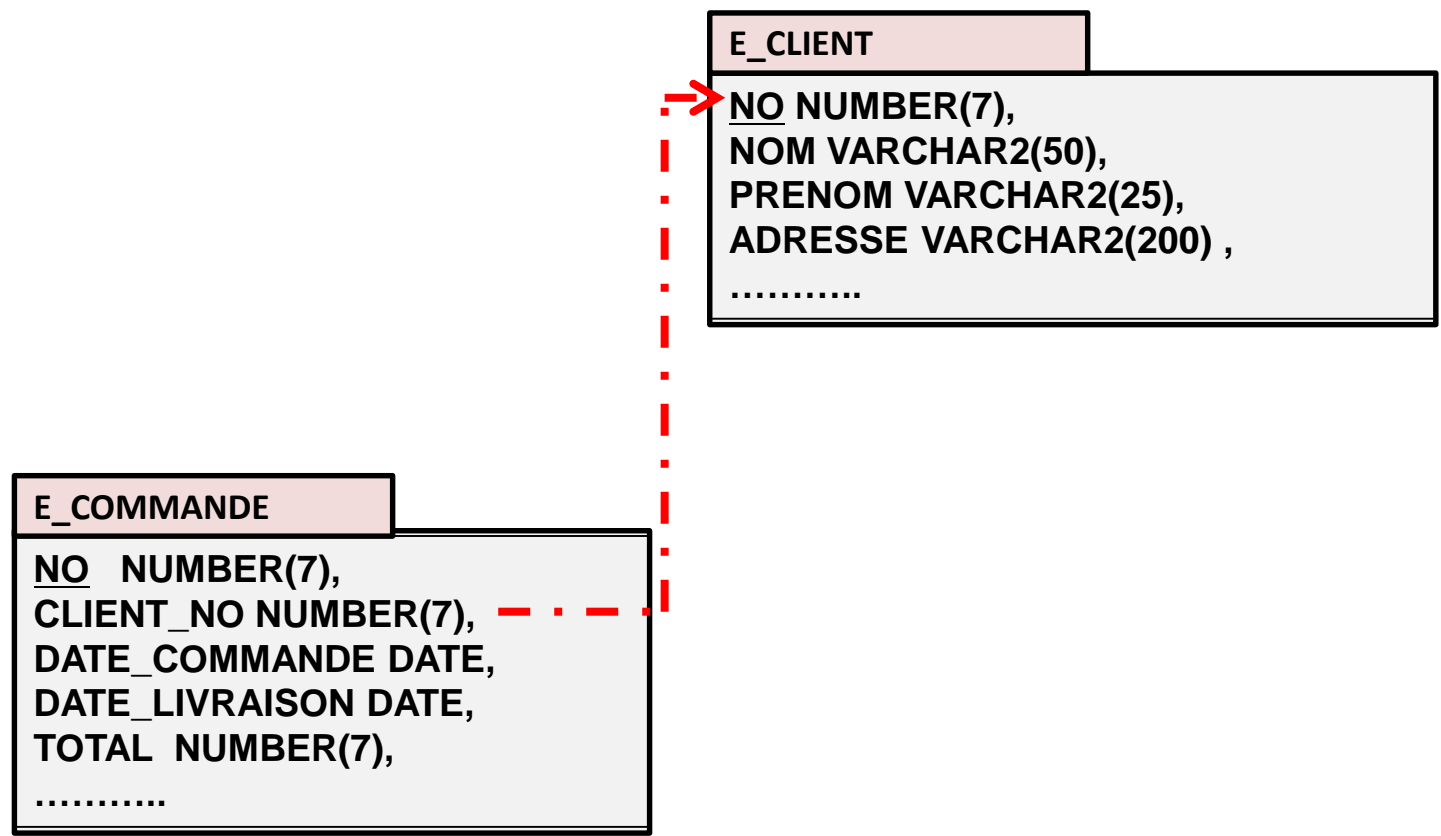 E_CLIENT
NO NUMBER(7),
NOM VARCHAR2(50),
PRENOM VARCHAR2(25),
ADRESSE VARCHAR2(200) ,
………..
E_COMMANDE
NO NUMBER(7),
CLIENT_NO NUMBER(7),
DATE_COMMANDE DATE,
DATE_LIVRAISON DATE,
TOTAL NUMBER(7),
………..